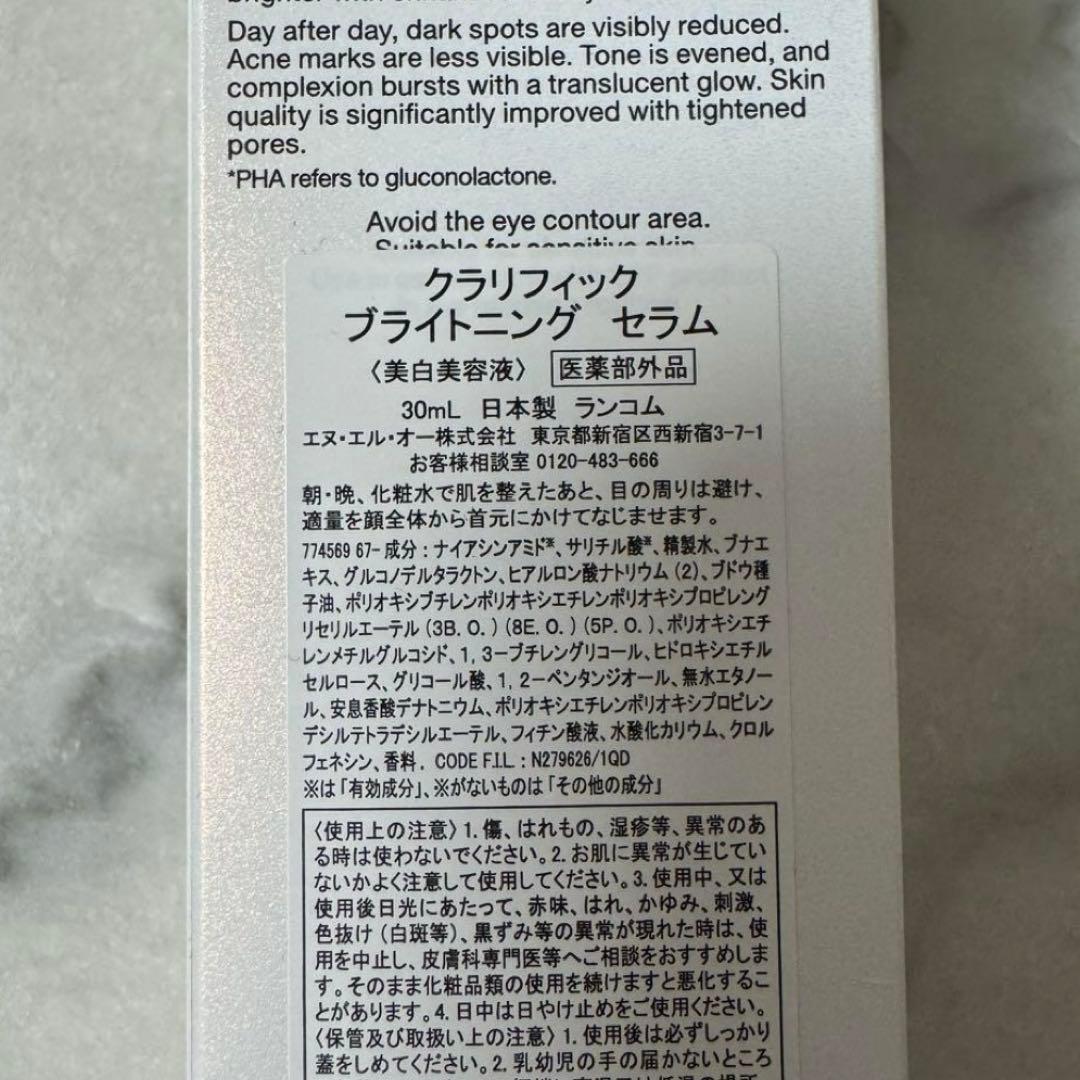 Day after day, dark spots are visibly reduced.
Acne marks are less visible. Tone is evened, and
complexion bursts with a translucent glow. Skin
quality is significantly improved with tightened
pores.
*PHA refers to gluconolactone.
Avoid the eye contour area.
Suitable for sensitive skin.
クラリフィック
ブライトニング セラム
〈美白美容液〉 医薬部外品
30mL 日本製 ランコム
エヌ・エル・オー株式会社 東京都新宿区西新宿3-7-1
お客様相談室 0120-483-666
朝・晩、化粧水で肌を整えたあと、目の周りは避け、
適量を顔全体から首元にかけてなじませます。
774569 67- 成分：ナイアシンアミド※、サリチル酸※、精製水、ブナエ
キス、グルコノデルタラクトン、ヒアルロン酸ナトリウム（2）、ブドウ種
子油、ポリオキシブチレンポリオキシエチレンポリオキシプロピレング
リセリルエーテル（3B. O.）（8E. O.）（5P. O.）、ポリオキシエチ
レンメチルグルコシド、1, 3－ブチレングリコール、ヒドロキシエチル
セルロース、グリコール酸、1, 2－ペンタンジオール、無水エタノー
ル、安息香酸デナトニウム、ポリオキシエチレンポリオキシプロピレン
デシルテトラデシルエーテル、フィチン酸液、水酸化カリウム、クロル
フェネシン、香料. CODE F.I.L. : N279626/1QD
※は「有効成分」、※がないものは「その他の成分」
〈使用上の注意〉1. 傷、はれもの、湿疹等、異常のあ
る時は使わないでください。2. お肌に異常が生じてい
ないかよく注意して使用してください。3. 使用中、又は
使用後日光にあたって、赤味、はれ、かゆみ、刺激、
色抜け（白斑等）、黒ずみ等の異常が現れた時は、使
用を中止し、皮膚科専門医等へご相談をおすすめしま
す。そのまま化粧品類の使用を続けますと悪化するこ
とがあります。4. 日中は日やけ止めをご使用ください。
〈保管及び取扱い上の注意〉1. 使用後は必ずしっかり
蓋をしめてください。2. 乳幼児の手の届かないところ